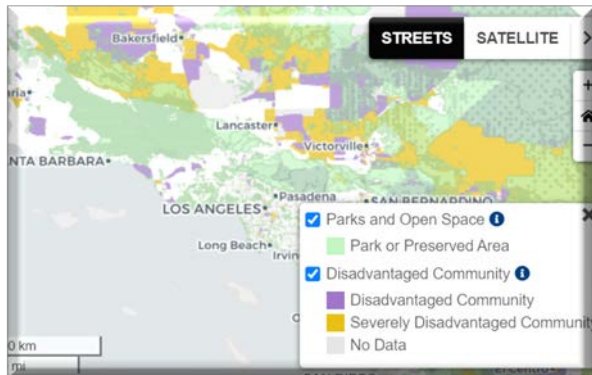 Bakersfield
STREETS SATELLITE
Lancaster
Victorville
NTA BARBARA
Pasadena
SAN BERNARDINO
LOS ANGELES
Long Beach
Irvin
Parks and Open Space
Park or Preserved Area
Disadvantaged Community
Disadvantaged Community
Severely Disadvantaged Community
No Data
0 km
mi